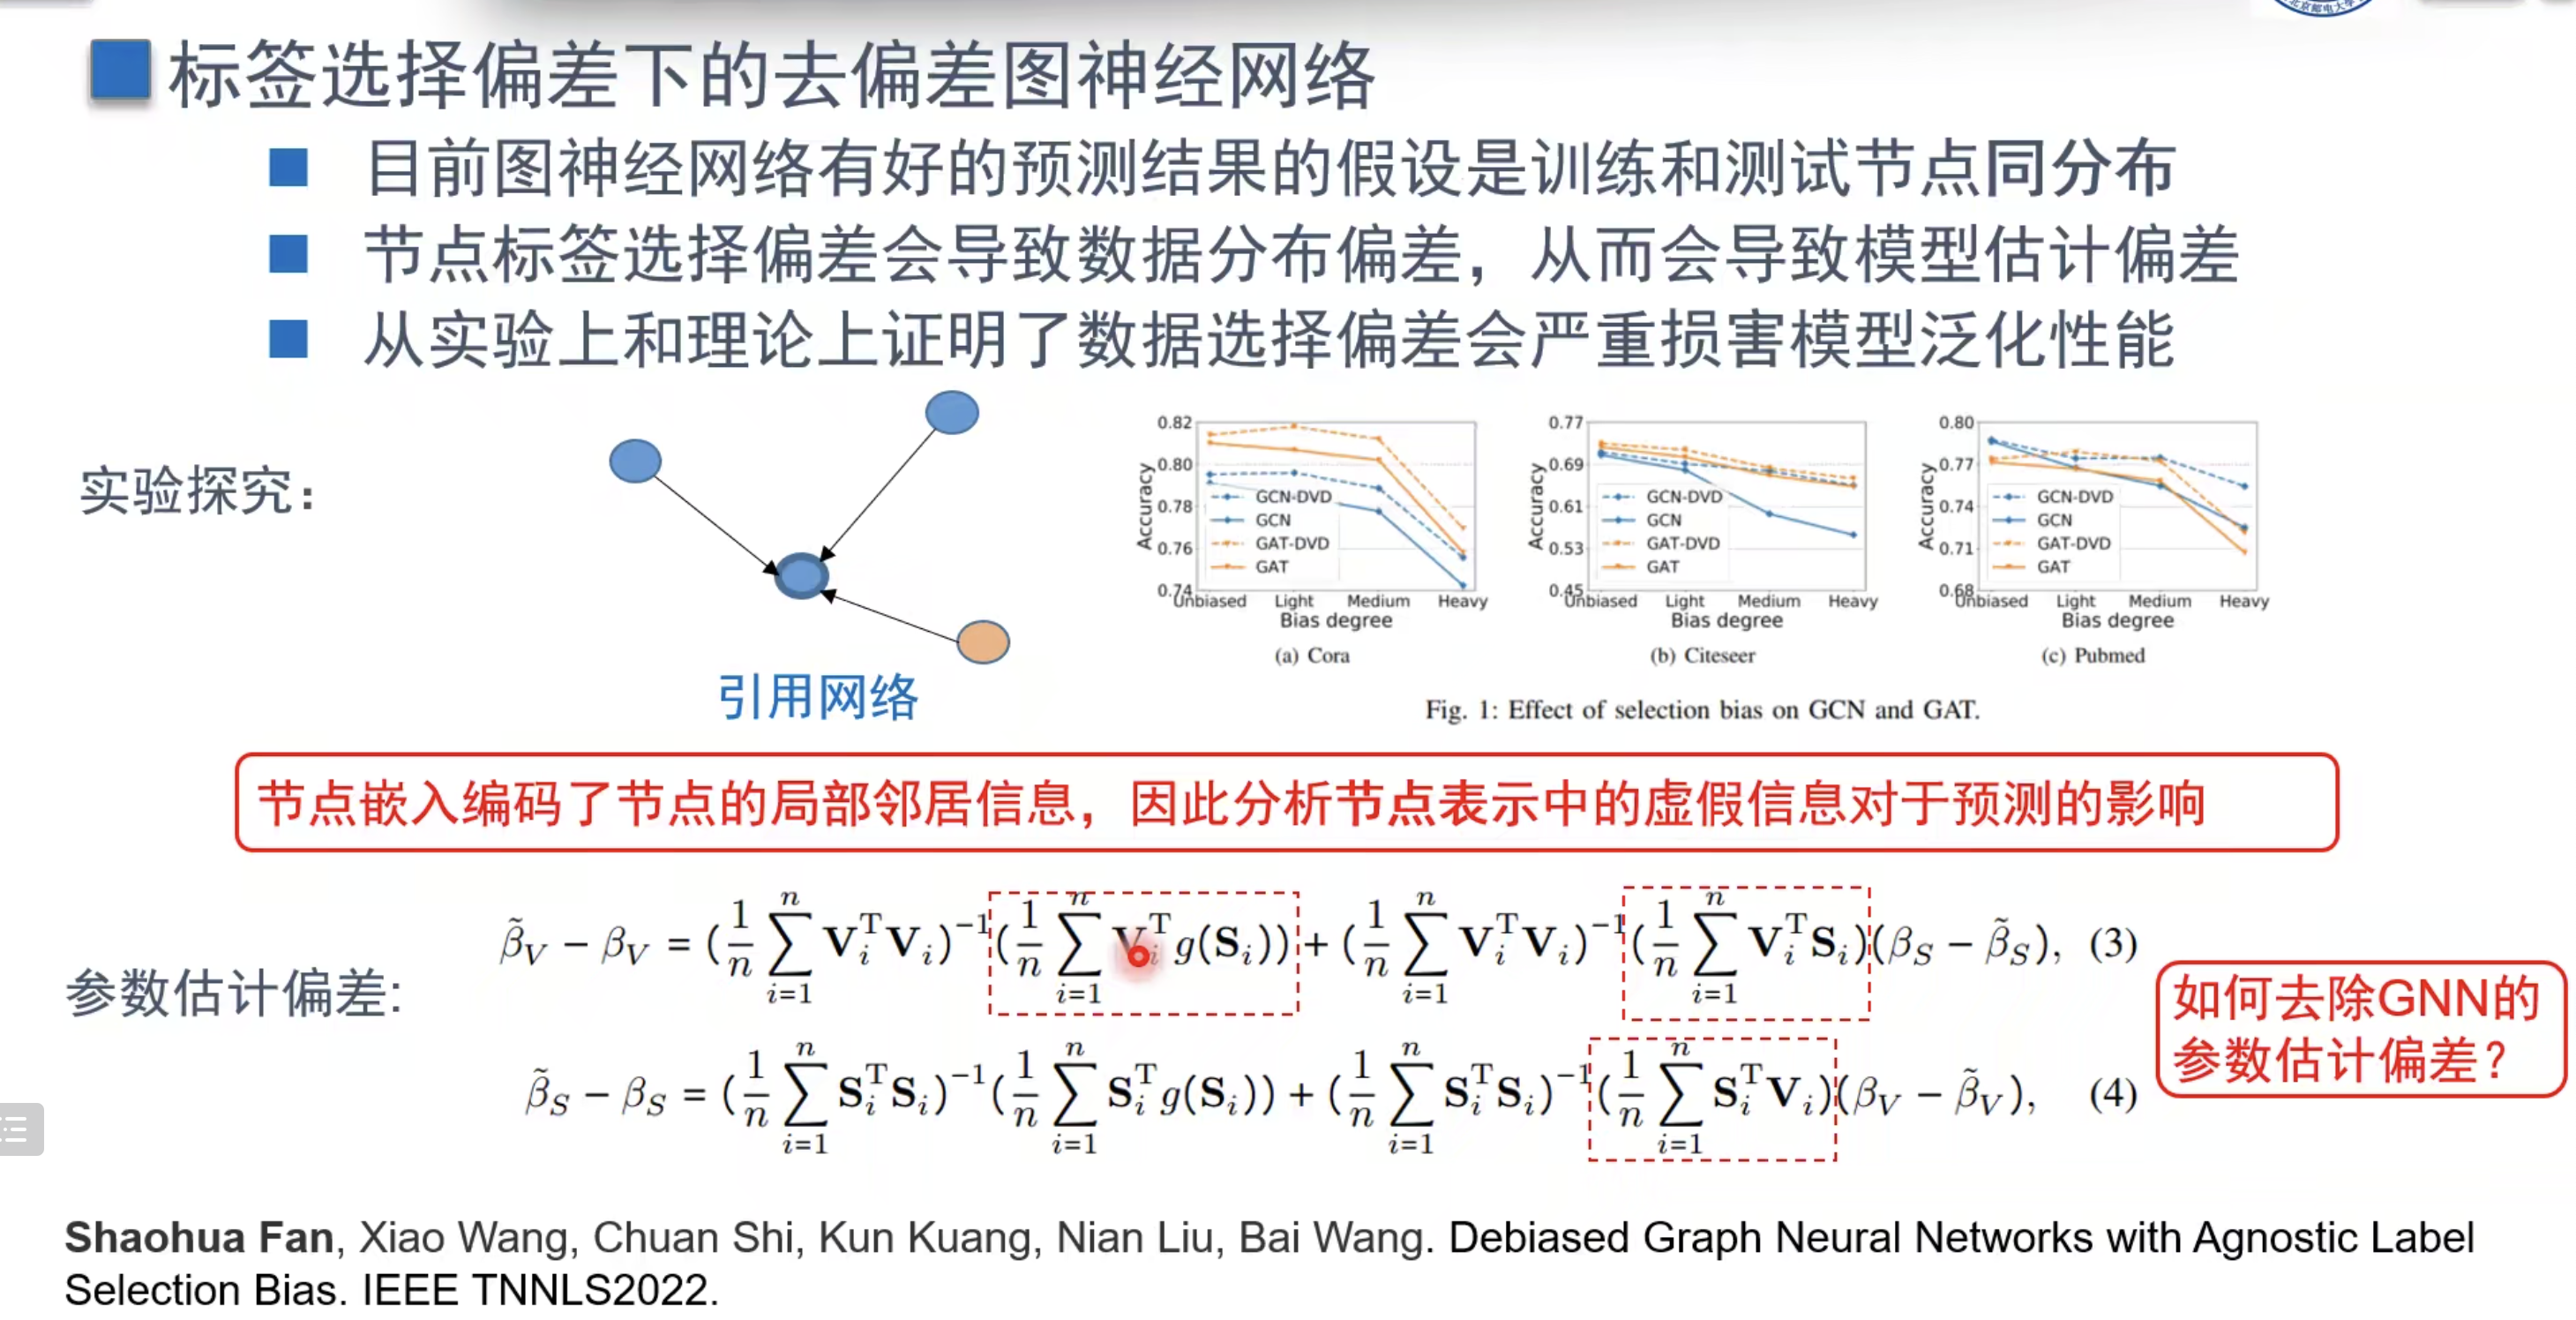 北京邮电大学
标签选择偏差下的去偏差图神经网络
目前图神经网络有好的预测结果的假设是训练和测试节点同分布
节点标签选择偏差会导致数据分布偏差，从而会导致模型估计偏差
从实验上和理论上证明了数据选择偏差会严重损害模型泛化性能
实验探究：
引用网络
Accuracy
0.82
0.80
0.78
0.76
0.74
GCN-DVD
GCN
GAT-DVD
GAT
Unbiased Light Medium Heavy
Bias degree
(a) Cora
Accuracy
0.77
0.69
0.61
0.53
0.45
GCN-DVD
GCN
GAT-DVD
GAT
Unbiased Light Medium Heavy
Bias degree
(b) Citeseer
Accuracy
0.80
0.77
0.74
0.71
0.68
GCN-DVD
GCN
GAT-DVD
GAT
Unbiased Light Medium Heavy
Bias degree
(c) Pubmed
Fig. 1: Effect of selection bias on GCN and GAT.
节点嵌入编码了节点的局部邻居信息，因此分析节点表示中的虚假信息对于预测的影响
参数估计偏差:
$\tilde{\beta}_V - \beta_V = (\frac{1}{n}\sum_{i=1}^{n} \mathbf{V}_i^{\mathrm{T}}\mathbf{V}_i)^{-1}(\frac{1}{n}\sum_{i=1}^{n} \mathbf{V}_i^{\mathrm{T}} g(\mathbf{S}_i)) + (\frac{1}{n}\sum_{i=1}^{n} \mathbf{V}_i^{\mathrm{T}}\mathbf{V}_i)^{-1}(\frac{1}{n}\sum_{i=1}^{n} \mathbf{V}_i^{\mathrm{T}}\mathbf{S}_i)(\beta_S - \tilde{\beta}_S),$ (3)
$\tilde{\beta}_S - \beta_S = (\frac{1}{n}\sum_{i=1}^{n} \mathbf{S}_i^{\mathrm{T}}\mathbf{S}_i)^{-1}(\frac{1}{n}\sum_{i=1}^{n} \mathbf{S}_i^{\mathrm{T}} g(\mathbf{S}_i)) + (\frac{1}{n}\sum_{i=1}^{n} \mathbf{S}_i^{\mathrm{T}}\mathbf{S}_i)^{-1}(\frac{1}{n}\sum_{i=1}^{n} \mathbf{S}_i^{\mathrm{T}}\mathbf{V}_i)(\beta_V - \tilde{\beta}_V),$ (4)
如何去除GNN的
参数估计偏差？
Shaohua Fan, Xiao Wang, Chuan Shi, Kun Kuang, Nian Liu, Bai Wang. Debiased Graph Neural Networks with Agnostic Label
Selection Bias. IEEE TNNLS2022.